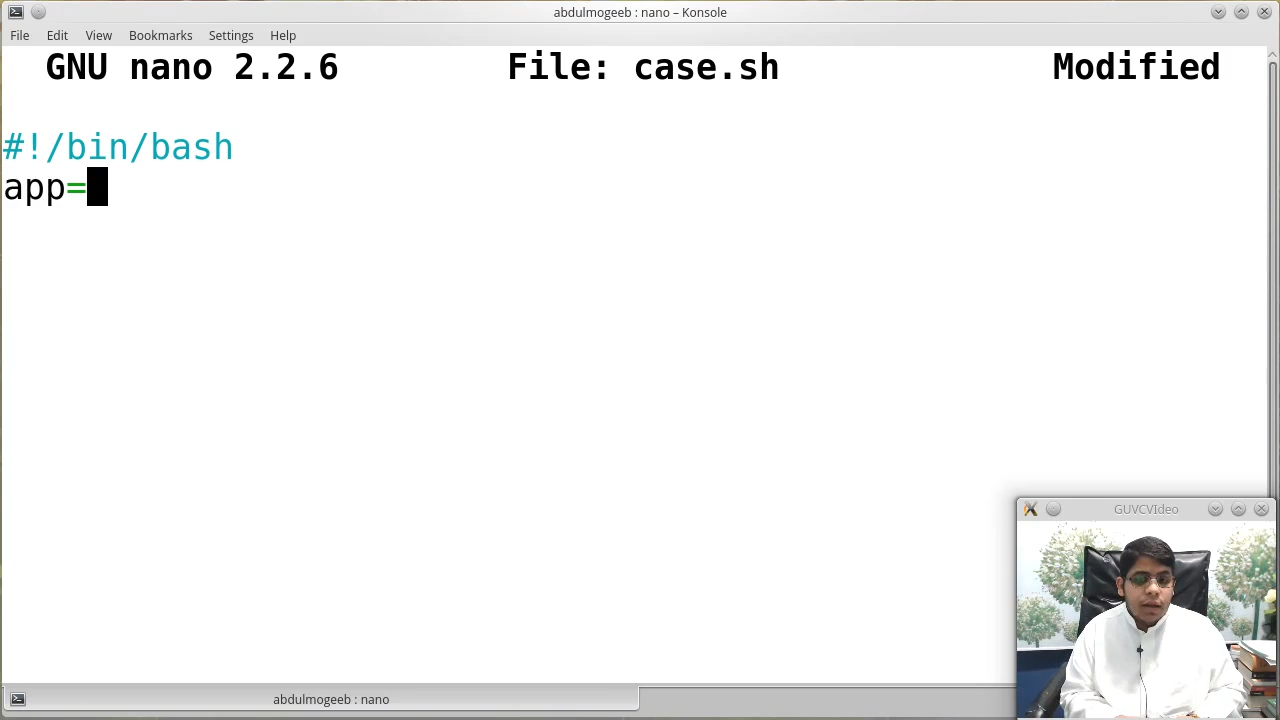 abdulmogeeb : nano – Konsole
File Edit View Bookmarks Settings Help
GNU nano 2.2.6 File: case.sh Modified
#!/bin/bash
app=
GUVCVIdeo
abdulmogeeb : nano